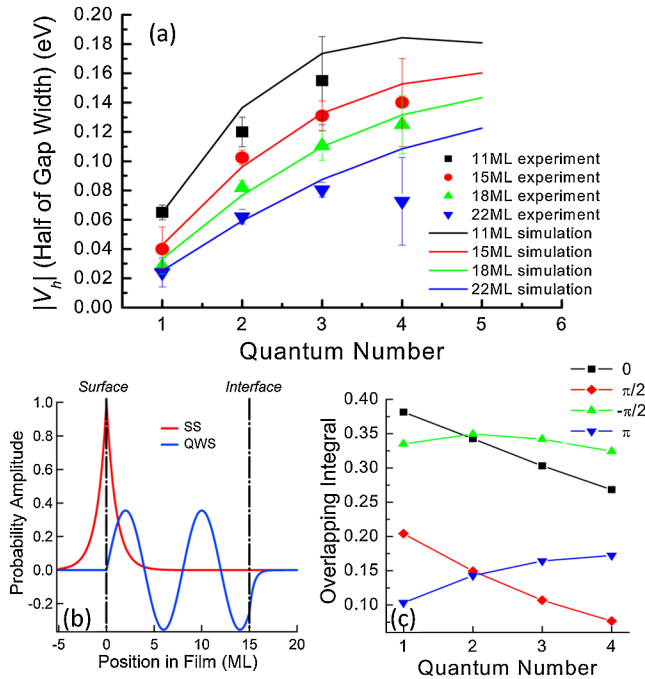 (a)
|V_h| (Half of Gap Width) (eV)
0.20
0.18
0.16
0.14
0.12
0.10
0.08
0.06
0.04
0.02
0.00
11ML experiment
15ML experiment
18ML experiment
22ML experiment
11ML simulation
15ML simulation
18ML simulation
22ML simulation
1 2 3 4 5 6
Quantum Number
Surface Interface
Probability Amplitude
1.0
0.8
0.6
0.4
0.2
0.0
-0.2
SS
QWS
(b)
-5 0 5 10 15 20
Position in Film (ML)
0
π/2
-π/2
π
Overlapping Integral
0.40
0.35
0.30
0.25
0.20
0.15
0.10
(c)
1 2 3 4
Quantum Number